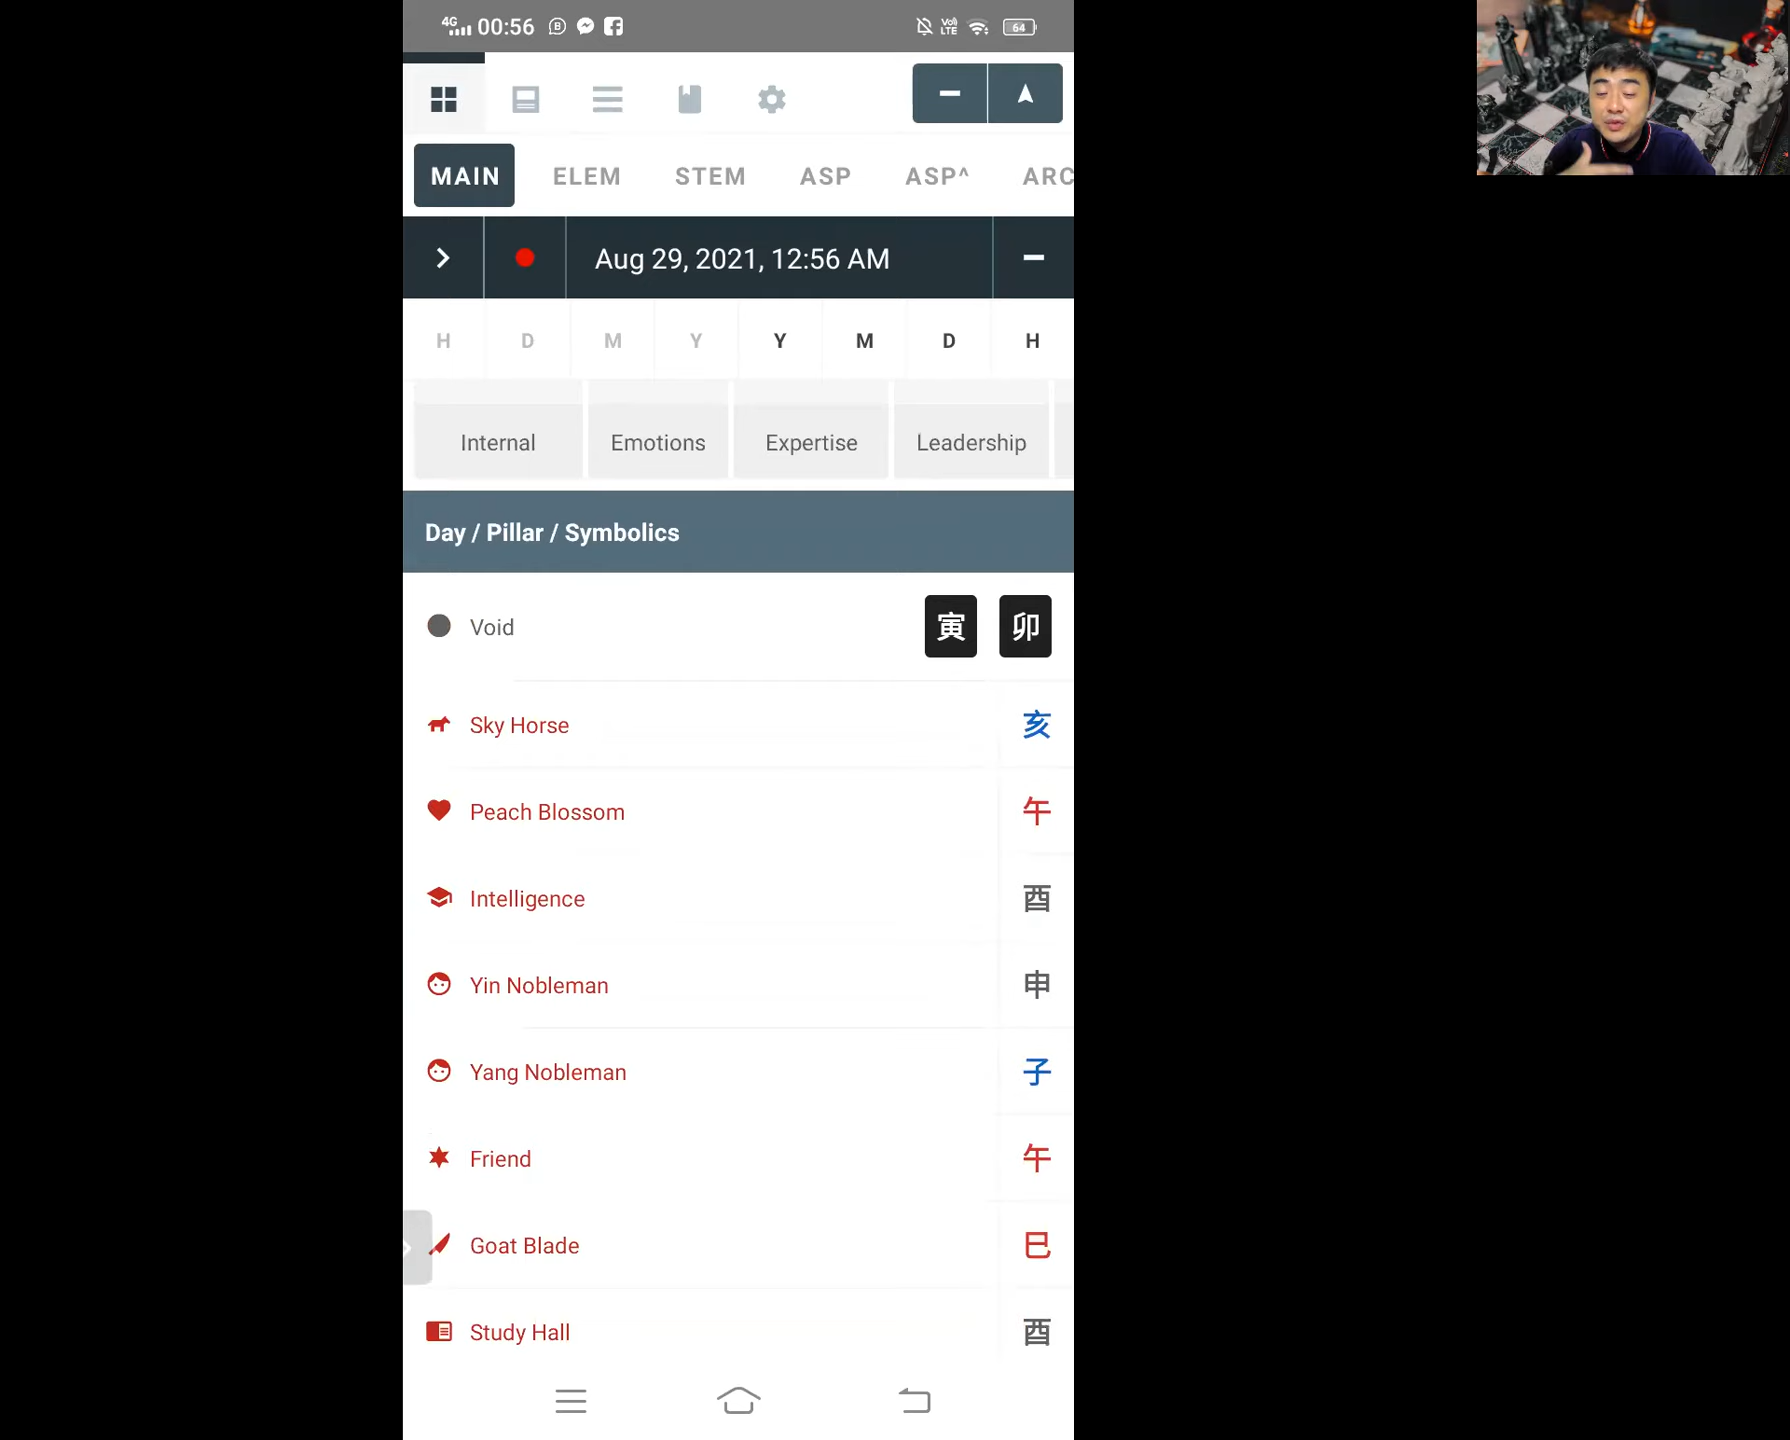 4G 00:56 VoI) LTE 64
MAIN ELEM STEM ASP ASP^ ARC
Aug 29, 2021, 12:56 AM
H D M Y Y M D H
Internal Emotions Expertise Leadership
Day / Pillar / Symbolics
Void 寅 卯
Sky Horse 亥
Peach Blossom 午
Intelligence 酉
Yin Nobleman 申
Yang Nobleman 子
Friend 午
Goat Blade 巳
Study Hall 酉